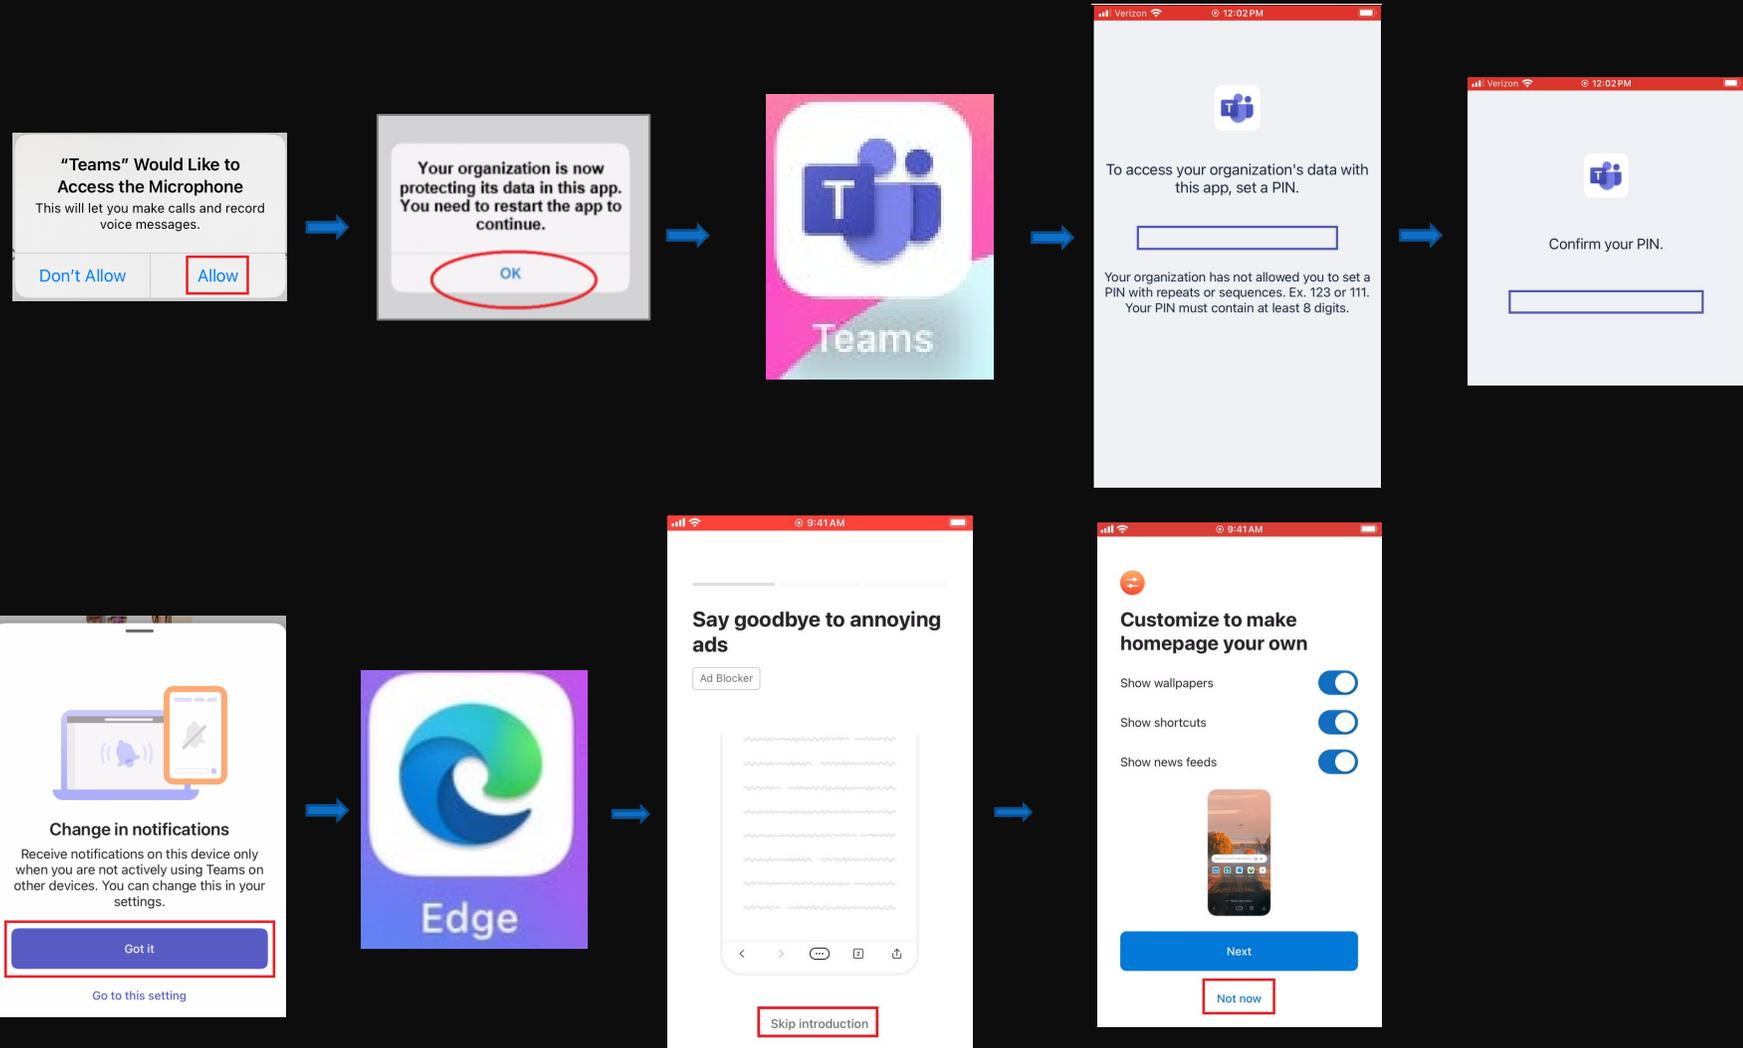 “Teams” Would Like to
Access the Microphone
This will let you make calls and record
voice messages.
Don’t Allow
Allow
Your organization is now
protecting its data in this app.
You need to restart the app to
continue.
OK
T
Teams
Verizon
12:02 PM
T
To access your organization's data with
this app, set a PIN.
Your organization has not allowed you to set a
PIN with repeats or sequences. Ex. 123 or 111.
Your PIN must contain at least 8 digits.
Verizon
12:02 PM
T
Confirm your PIN.
Change in notifications
Receive notifications on this device only
when you are not actively using Teams on
other devices. You can change this in your
settings.
Got it
Go to this setting
Edge
9:41 AM
Say goodbye to annoying
ads
Ad Blocker
2
Skip introduction
9:41 AM
Customize to make
homepage your own
Show wallpapers
Show shortcuts
Show news feeds
Next
Not now